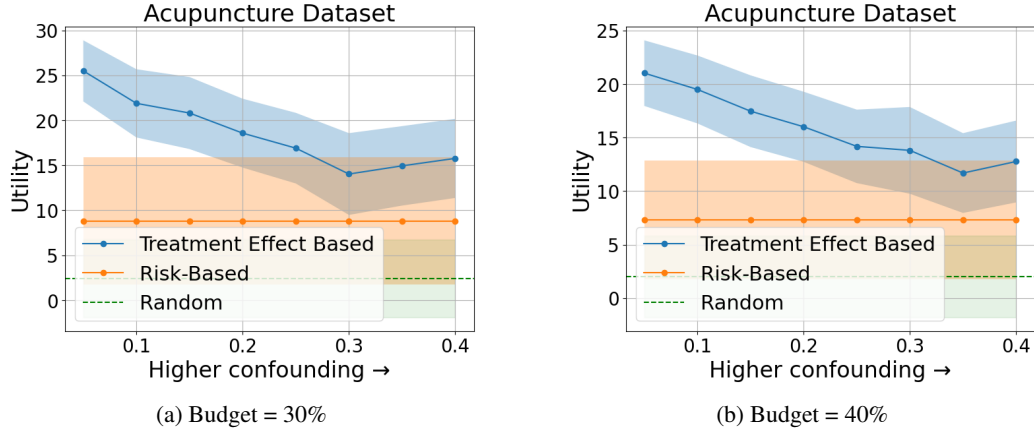 Acupuncture Dataset
30
25
20
15
10
5
0
Utility
Treatment Effect Based
Risk-Based
Random
0.1 0.2 0.3 0.4
Higher confounding →
(a) Budget = 30%
Acupuncture Dataset
25
20
15
10
5
0
Utility
Treatment Effect Based
Risk-Based
Random
0.1 0.2 0.3 0.4
Higher confounding →
(b) Budget = 40%